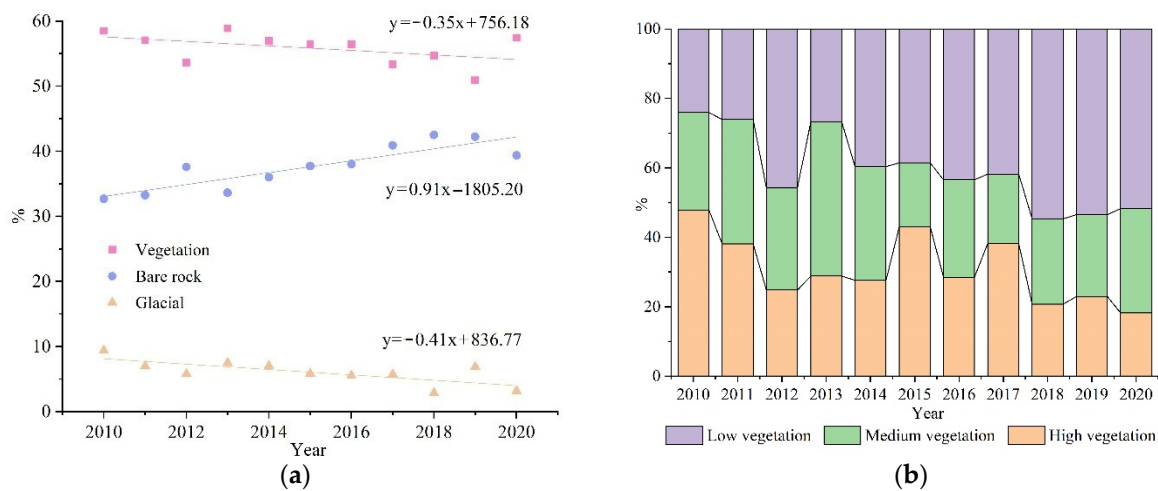 60
50
40
30
20
10
0
%
y=−0.35x+756.18
y=0.91x−1805.20
y=−0.41x+836.77
Vegetation
Bare rock
Glacial
2010 2012 2014 2016 2018 2020
Year
(a)
100
80
60
40
20
0
%
2010 2011 2012 2013 2014 2015 2016 2017 2018 2019 2020
Year
Low vegetation Medium vegetation High vegetation
(b)